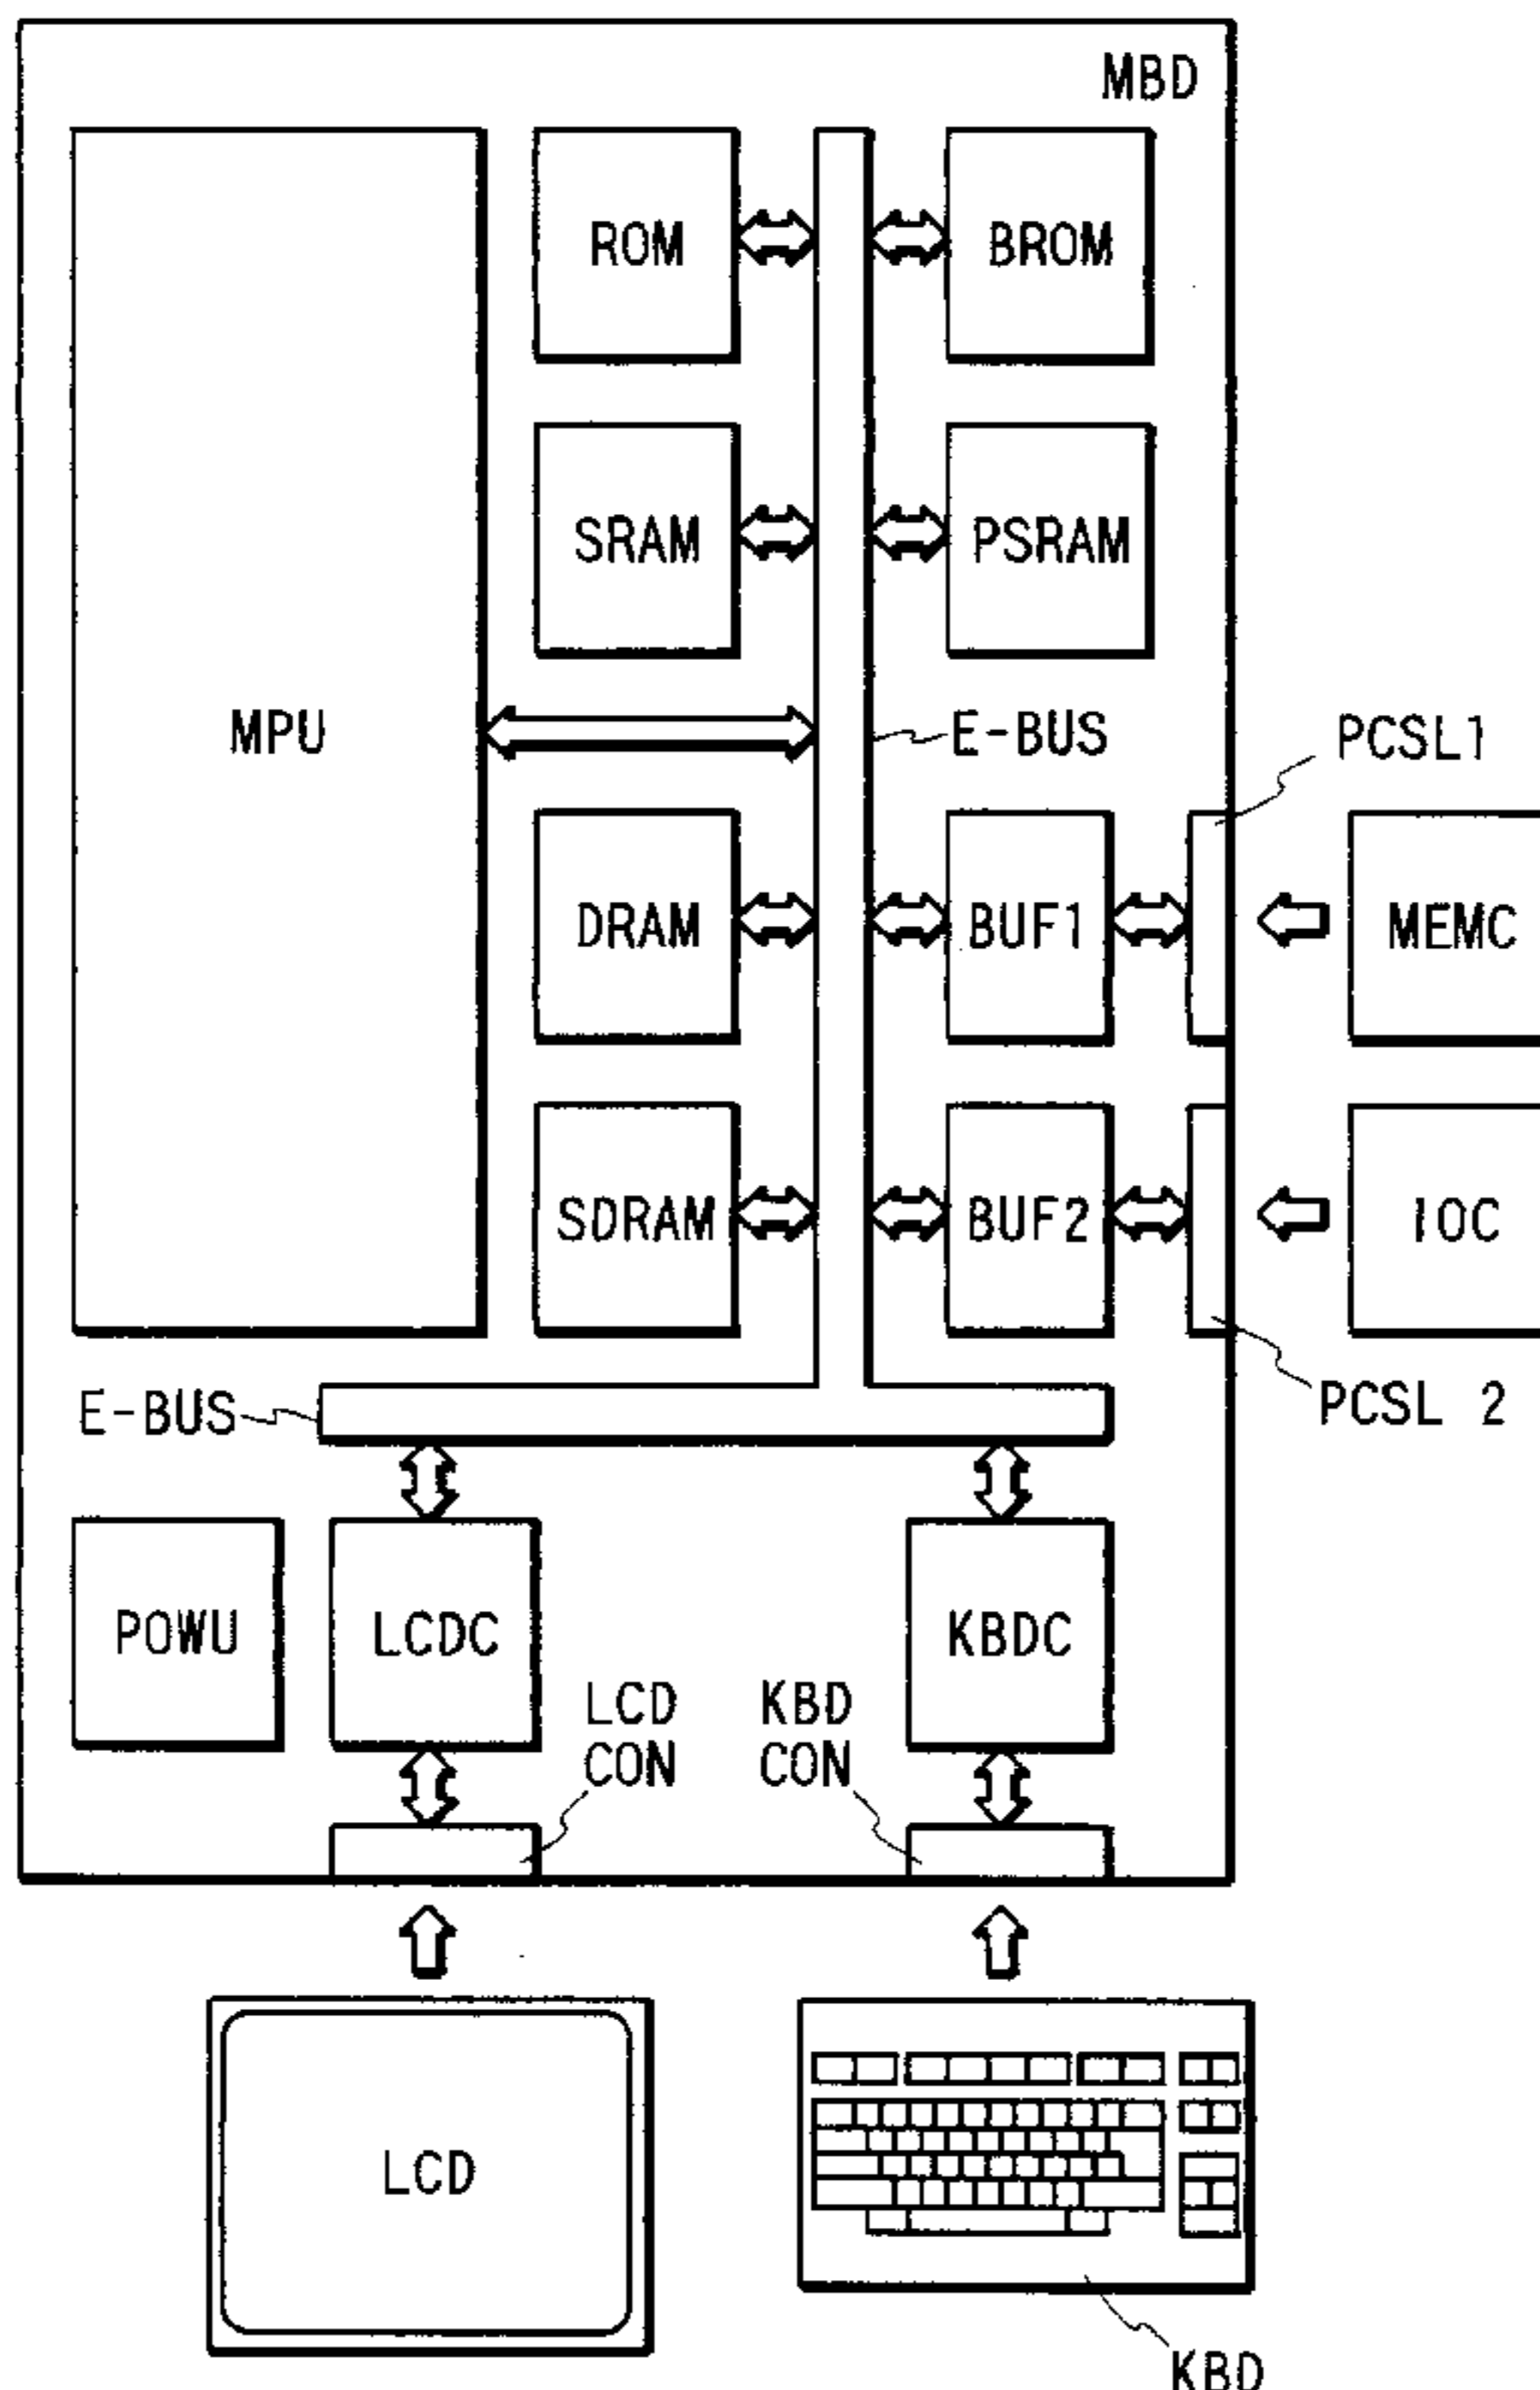 MBD
ROM
BROM
SRAM
PSRAM
MPU
E-BUS
PCSL1
DRAM
BUF1
MEMC
SDRAM
BUF2
IOC
E-BUS
PCSL 2
POWU
LCDC
KBDC
LCD
CON
KBD
CON
LCD
KBD